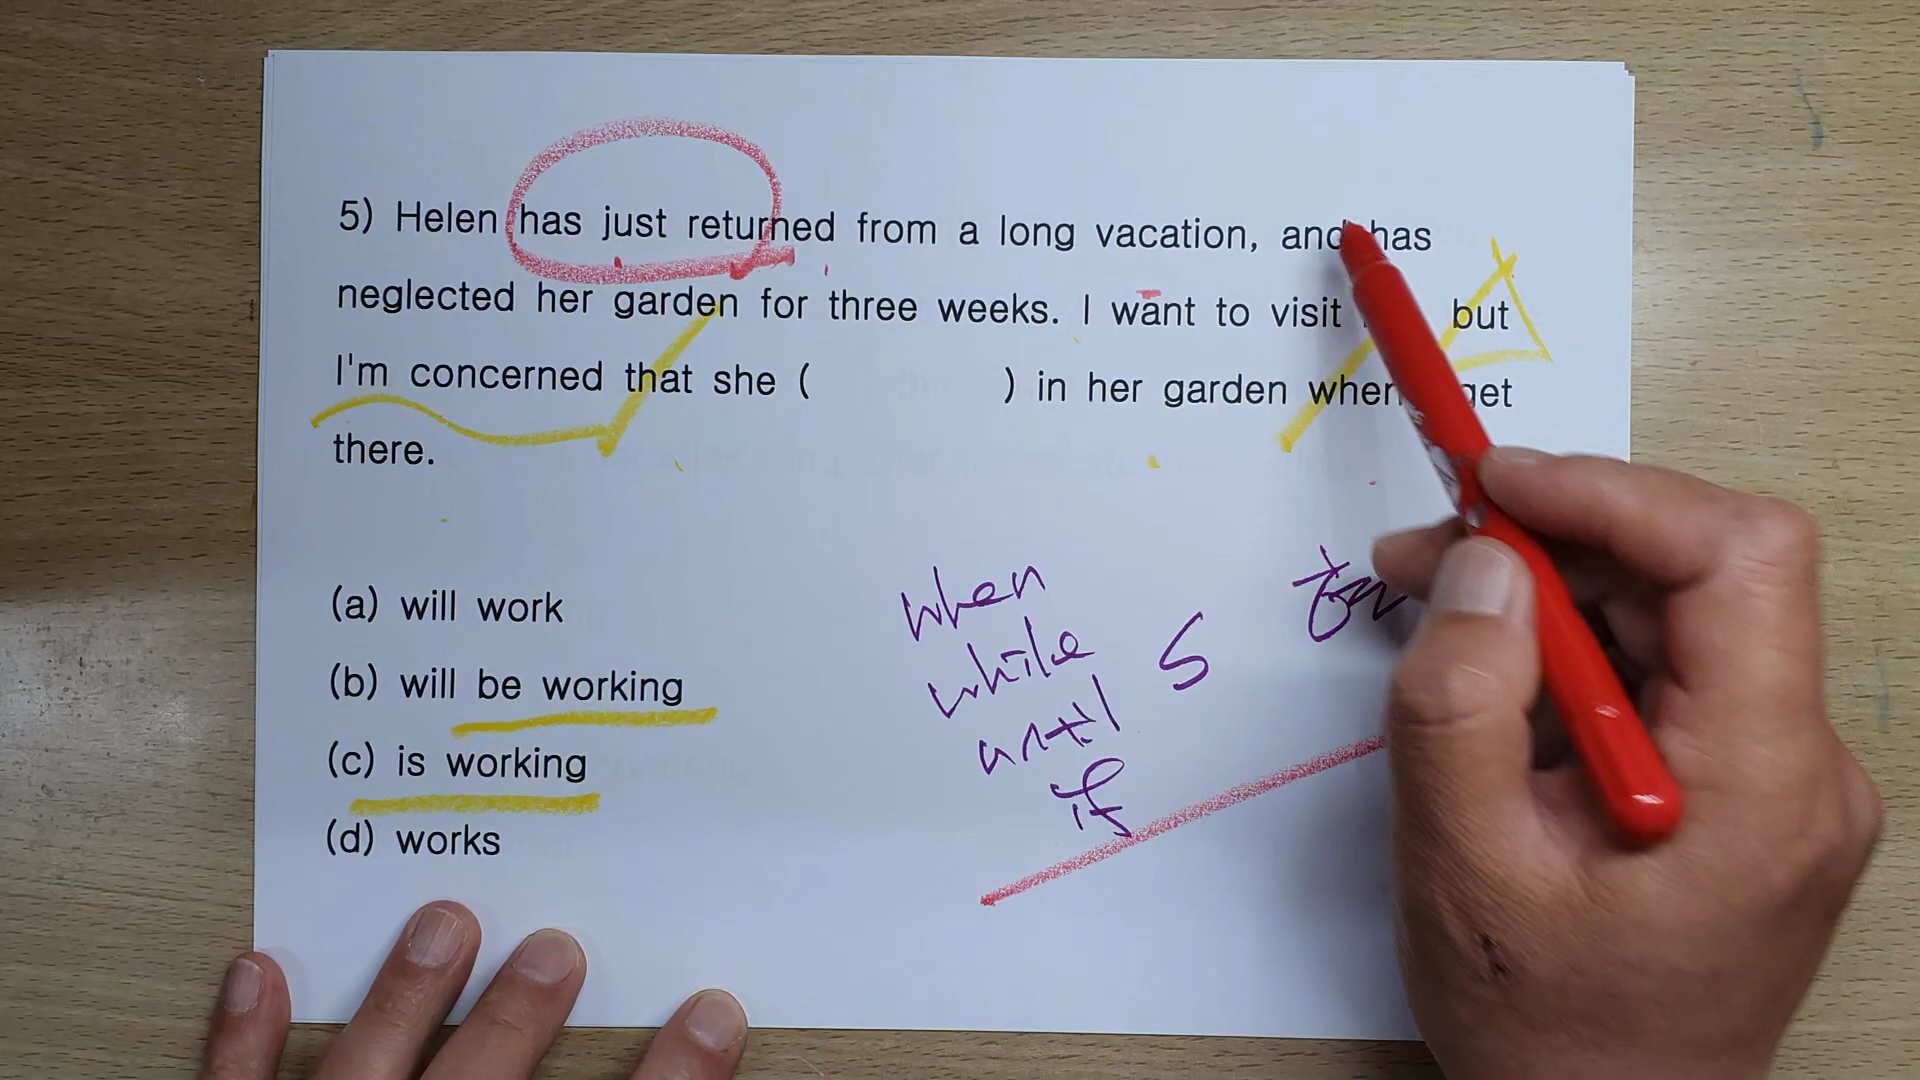 5) Helen has just returned from a long vacation, and has
neglected her garden for three weeks. I want to visit but
I'm concerned that she ( ) in her garden when get
there.
(a) will work
(b) will be working
(c) is working
(d) works
when
while
until S
if